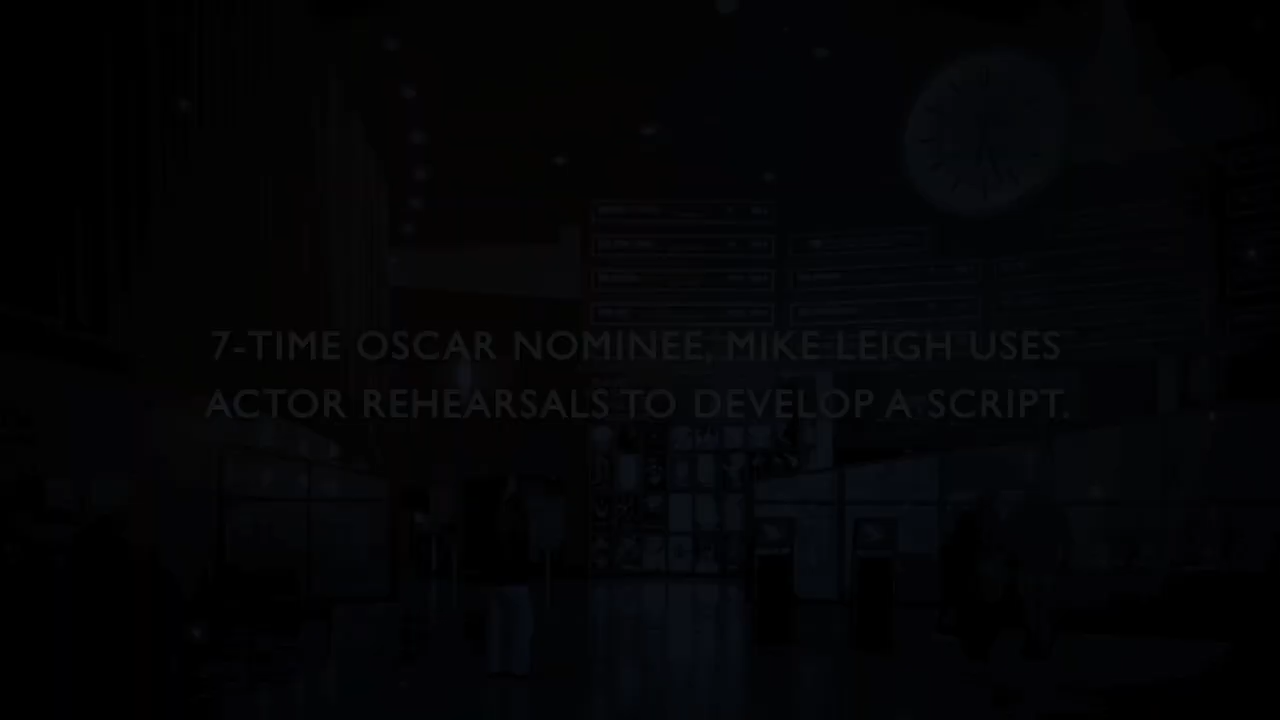 7-TIME OSCAR NOMINEE, MIKE LEIGH USES
ACTOR REHEARSALS TO DEVELOP A SCRIPT.